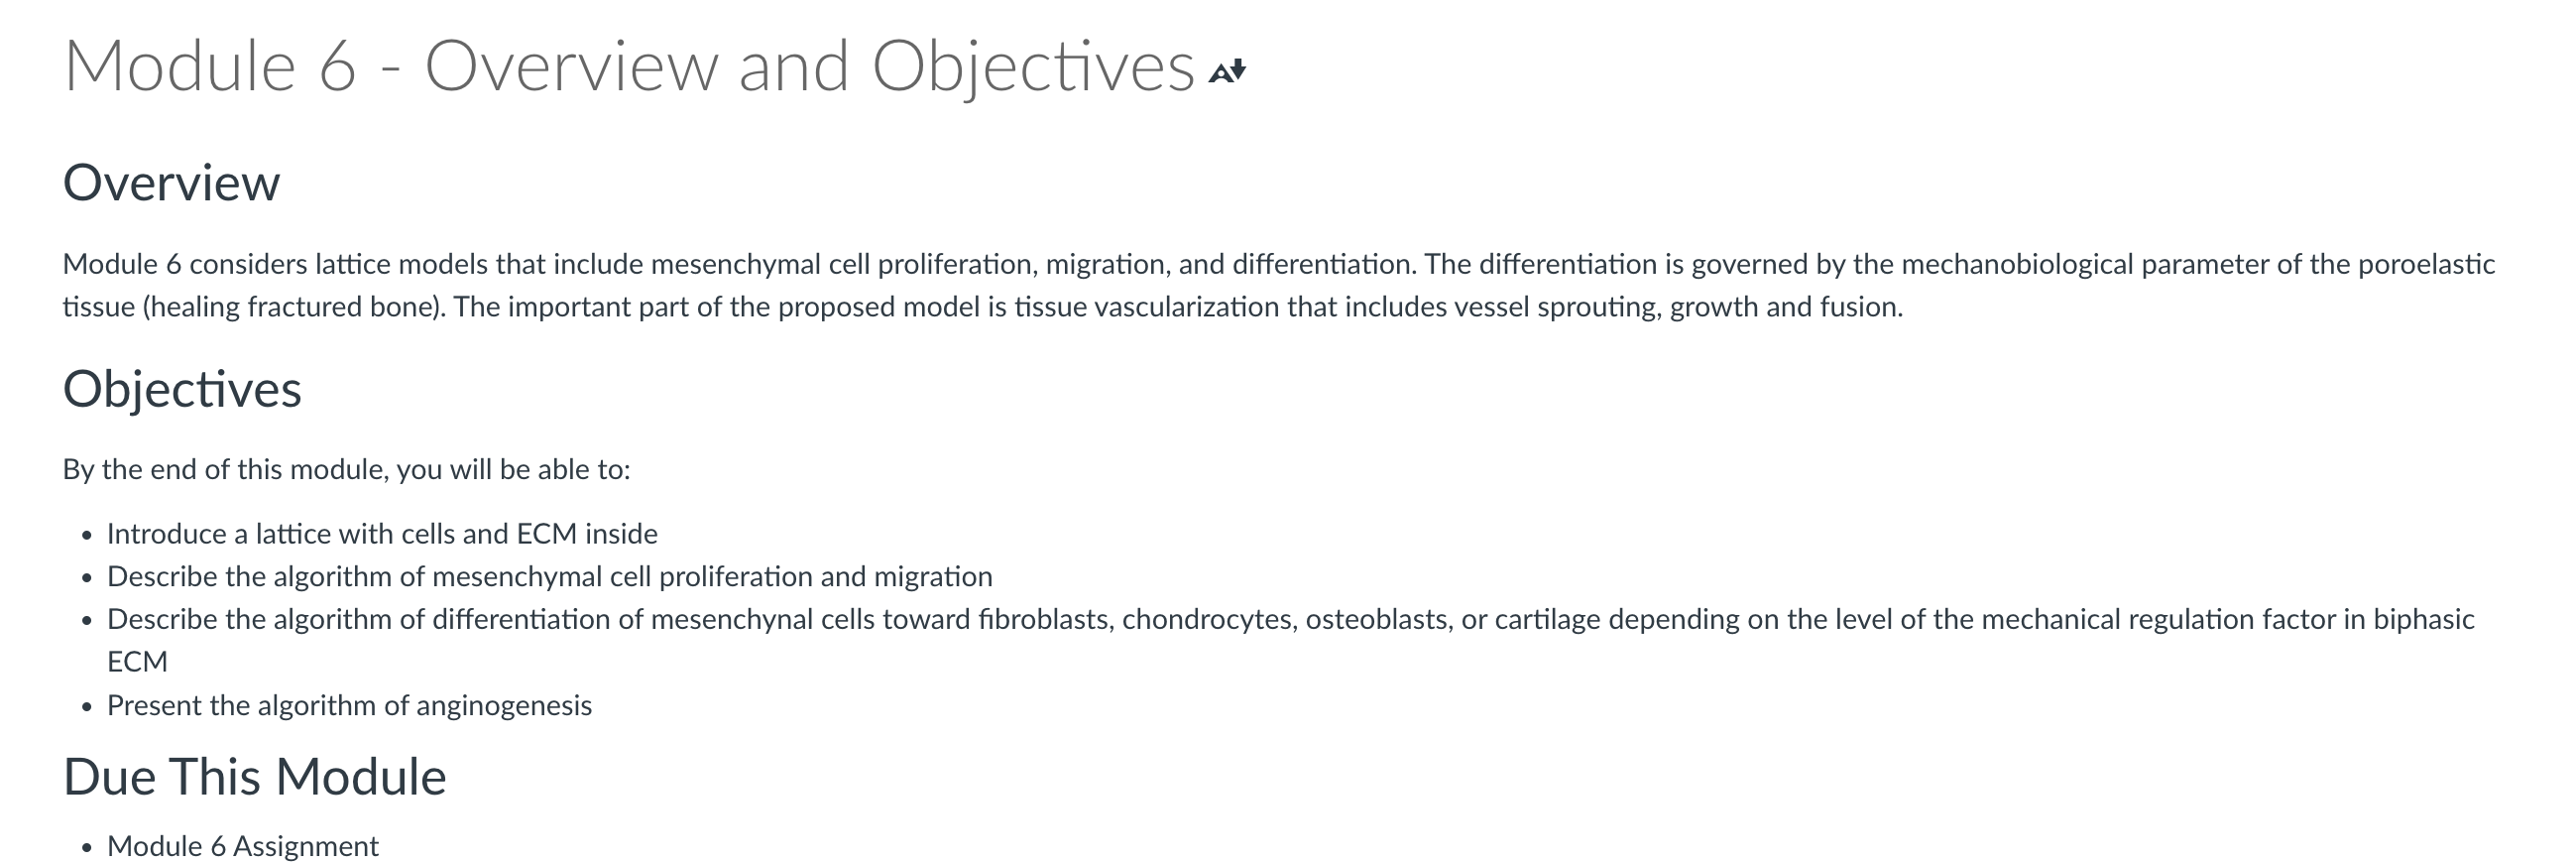 Module 6 - Overview and Objectives
Overview
Module 6 considers lattice models that include mesenchymal cell proliferation, migration, and differentiation. The differentiation is governed by the mechanobiological parameter of the poroelastic
tissue (healing fractured bone). The important part of the proposed model is tissue vascularization that includes vessel sprouting, growth and fusion.
Objectives
By the end of this module, you will be able to:
• Introduce a lattice with cells and ECM inside
• Describe the algorithm of mesenchymal cell proliferation and migration
• Describe the algorithm of differentiation of mesenchynal cells toward fibroblasts, chondrocytes, osteoblasts, or cartilage depending on the level of the mechanical regulation factor in biphasic
ECM
• Present the algorithm of anginogenesis
Due This Module
• Module 6 Assignment